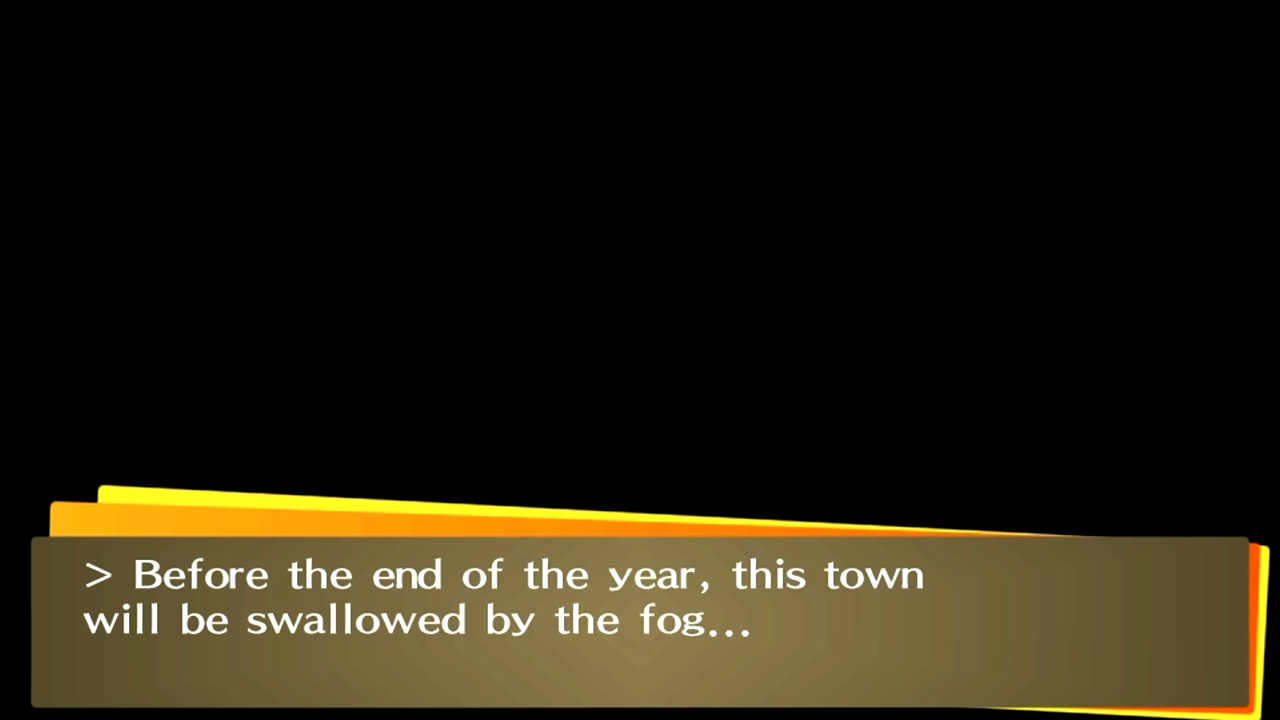 > Before the end of the year, this town
will be swallowed by the fog...